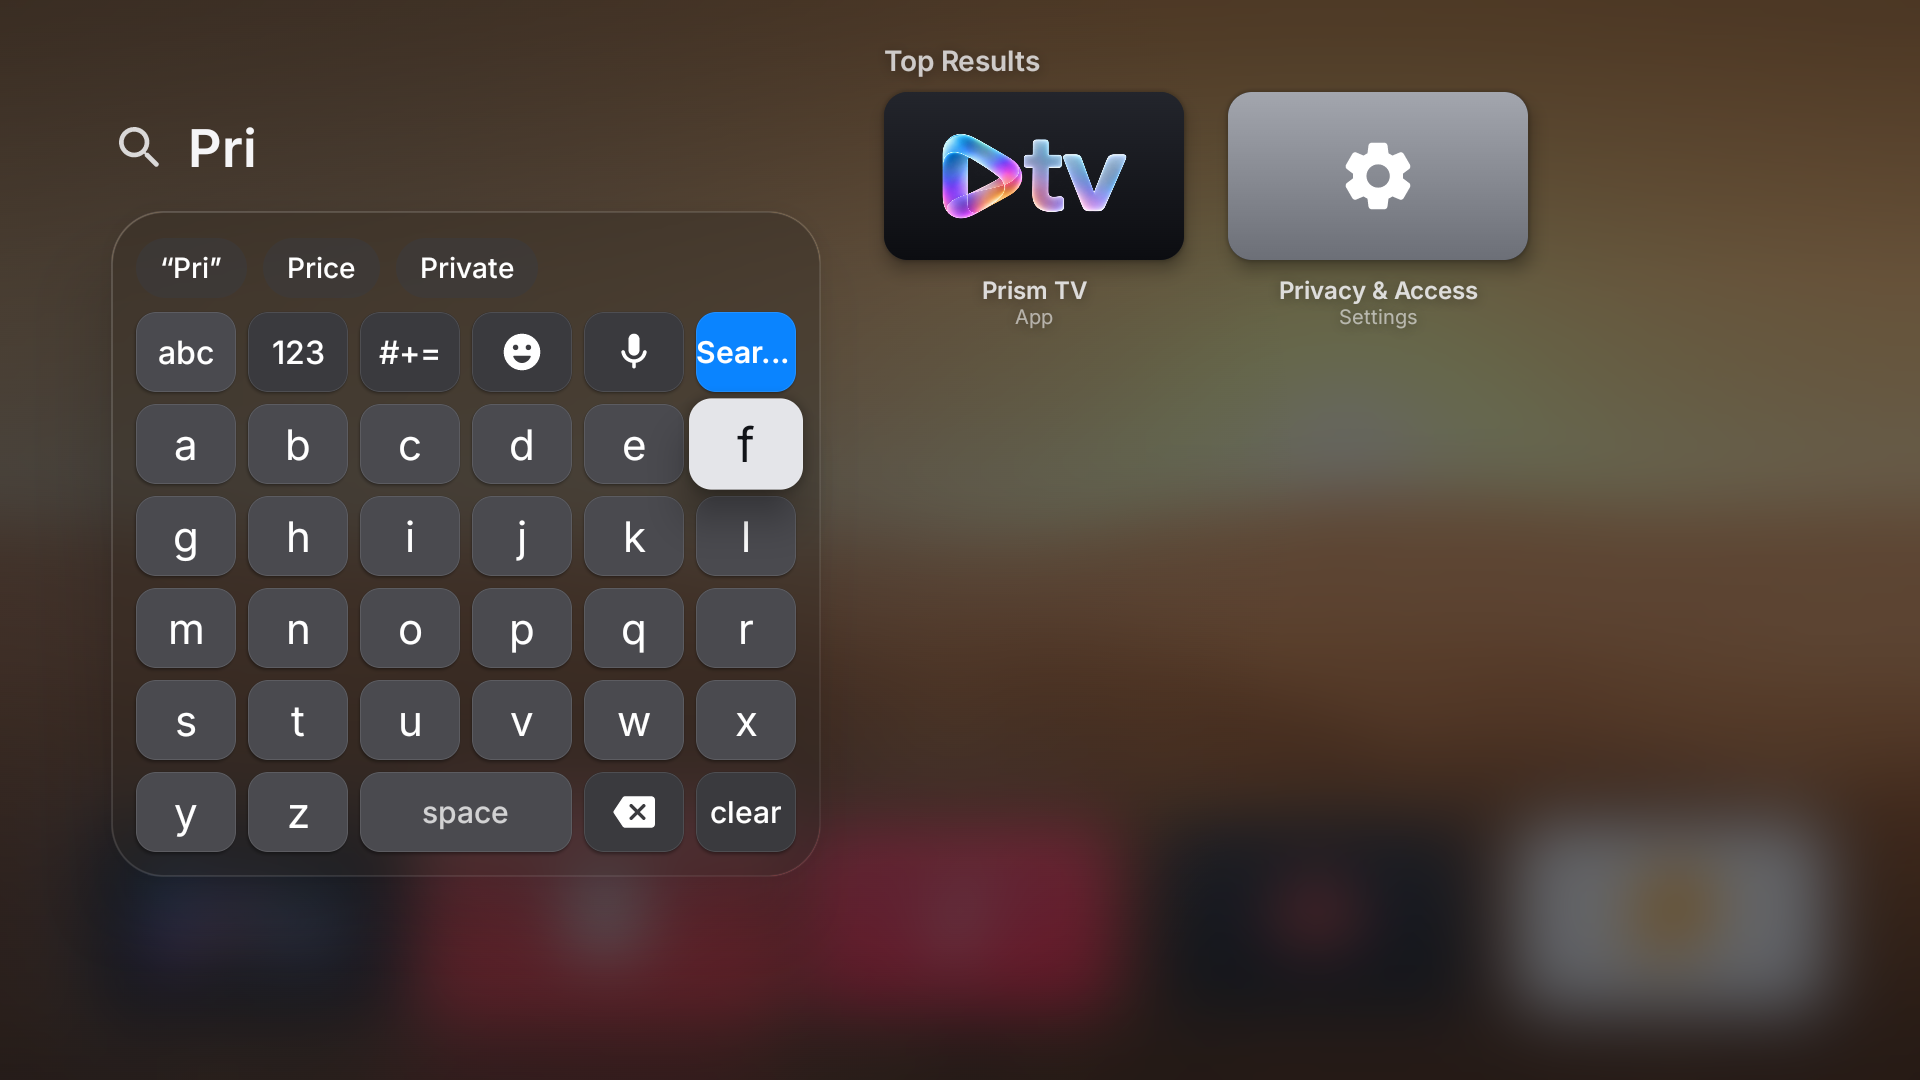 Pri
“Pri” Price Private
abc 123 #+= Sear...
a b c d e f
g h i j k l
m n o p q r
s t u v w x
y z space clear
Top Results
tv
Prism TV
App
Privacy & Access
Settings